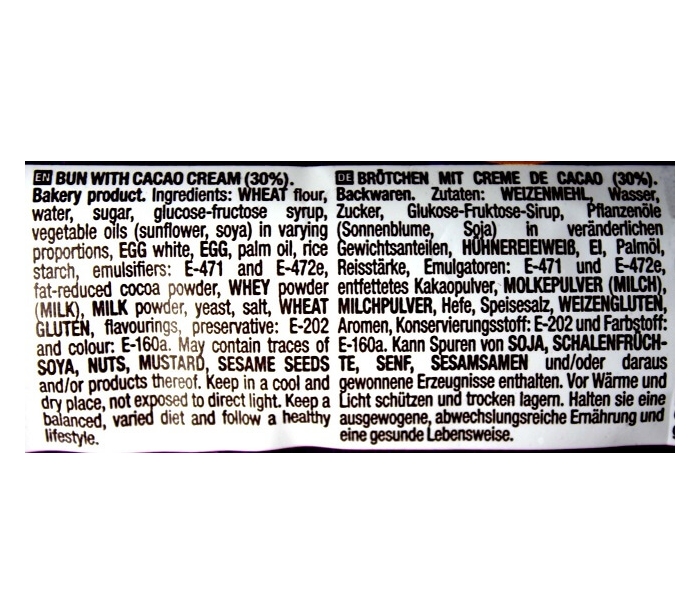 EN BUN WITH CACAO CREAM (30%).
Bakery product. Ingredients: WHEAT flour,
water, sugar, glucose-fructose syrup,
vegetable oils (sunflower, soya) in varying
proportions, EGG white, EGG, palm oil, rice
starch, emulsifiers: E-471 and E-472e,
fat-reduced cocoa powder, WHEY powder
(MILK), MILK powder, yeast, salt, WHEAT
GLUTEN, flavourings, preservative: E-202
and colour: E-160a. May contain traces of
SOYA, NUTS, MUSTARD, SESAME SEEDS
and/or products thereof. Keep in a cool and
dry place, not exposed to direct light. Keep a
balanced, varied diet and follow a healthy
lifestyle.
DE BRÖTCHEN MIT CREME DE CACAO (30%).
Backwaren. Zutaten: WEIZENMEHL, Wasser,
Zucker, Glukose-Fruktose-Sirup, Pflanzenöle
(Sonnenblume, Soja) in veränderlichen
Gewichtsanteilen, HÜHNEREIEIWEIß, EI, Palmöl,
Reisstärke, Emulgatoren: E-471 und E-472e,
entfettetes Kakaopulver, MOLKEPULVER (MILCH),
MILCHPULVER, Hefe, Speisesalz, WEIZENGLUTEN,
Aromen, Konservierungsstoff: E-202 und Farbstoff:
E-160a. Kann Spuren von SOJA, SCHALENFRÜCH-
TE, SENF, SESAMSAMEN und/oder daraus
gewonnene Erzeugnisse enthalten. Vor Wärme und
Licht schützen und trocken lagern. Halten sie eine
ausgewogene, abwechslungsreiche Ernährung und
eine gesunde Lebensweise.